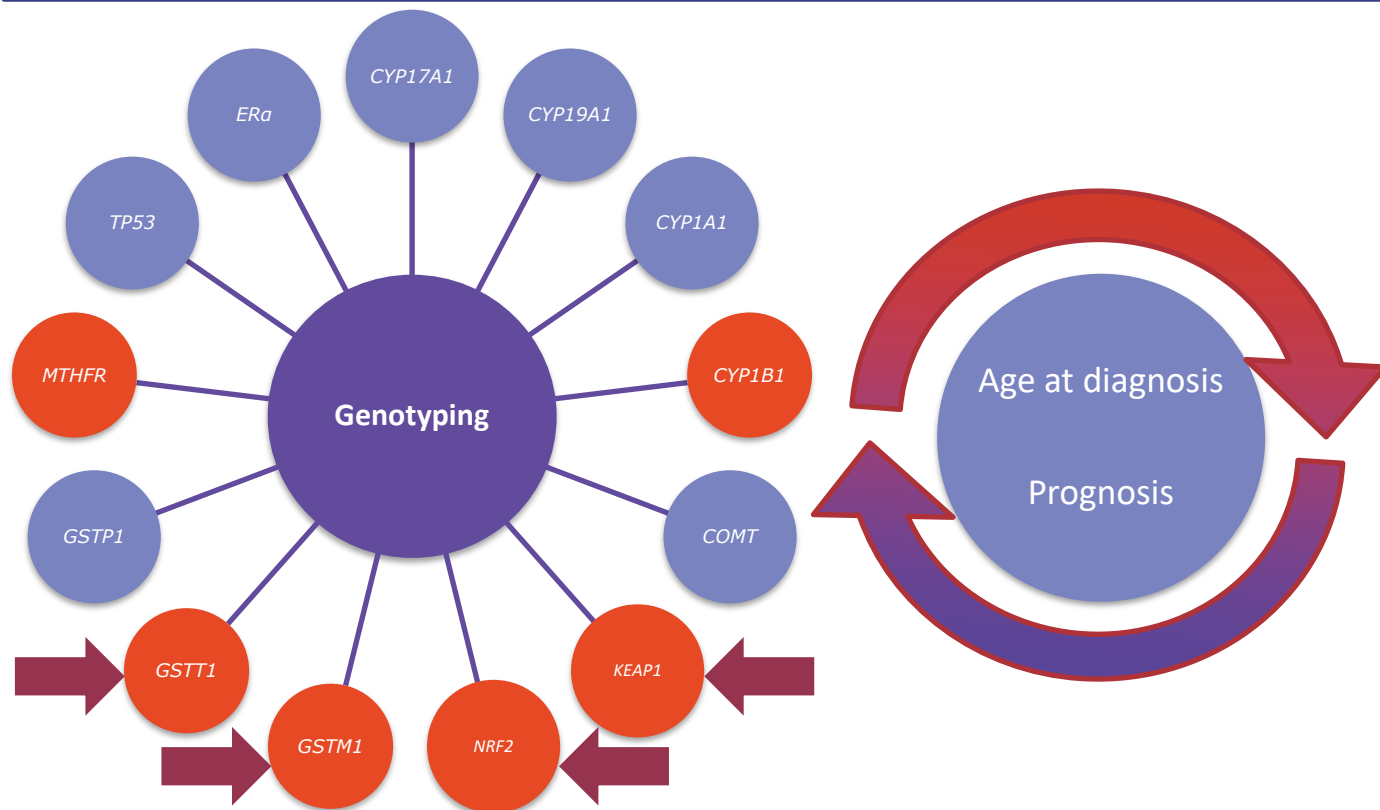 CYP17A1
ERα
CYP19A1
TP53
CYP1A1
MTHFR
CYP1B1
Genotyping
GSTP1
COMT
GSTT1
KEAP1
GSTM1
NRF2
Age at diagnosis
Prognosis